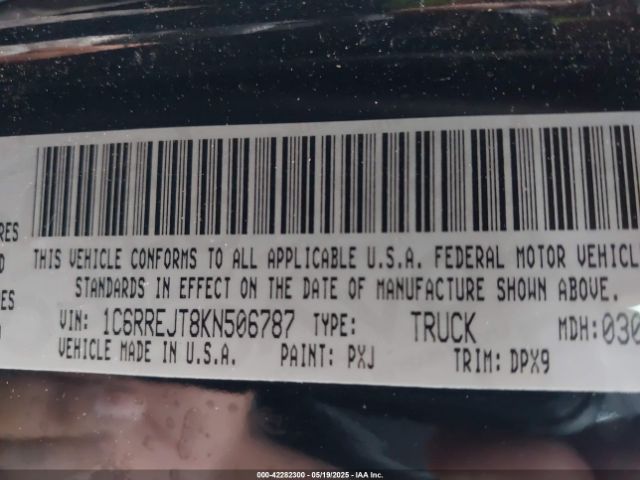 RES
D
ES
THIS VEHICLE CONFORMS TO ALL APPLICABLE U.S.A. FEDERAL MOTOR VEHICL
STANDARDS IN EFFECT ON THE DATE OF MANUFACTURE SHOWN ABOVE.
VIN: 1C6RREJT8KN506787 TYPE: TRUCK MDH:030
VEHICLE MADE IN U.S.A. PAINT: PXJ TRIM: DPX9
000-42282300 - 05/19/2025 - IAA Inc.